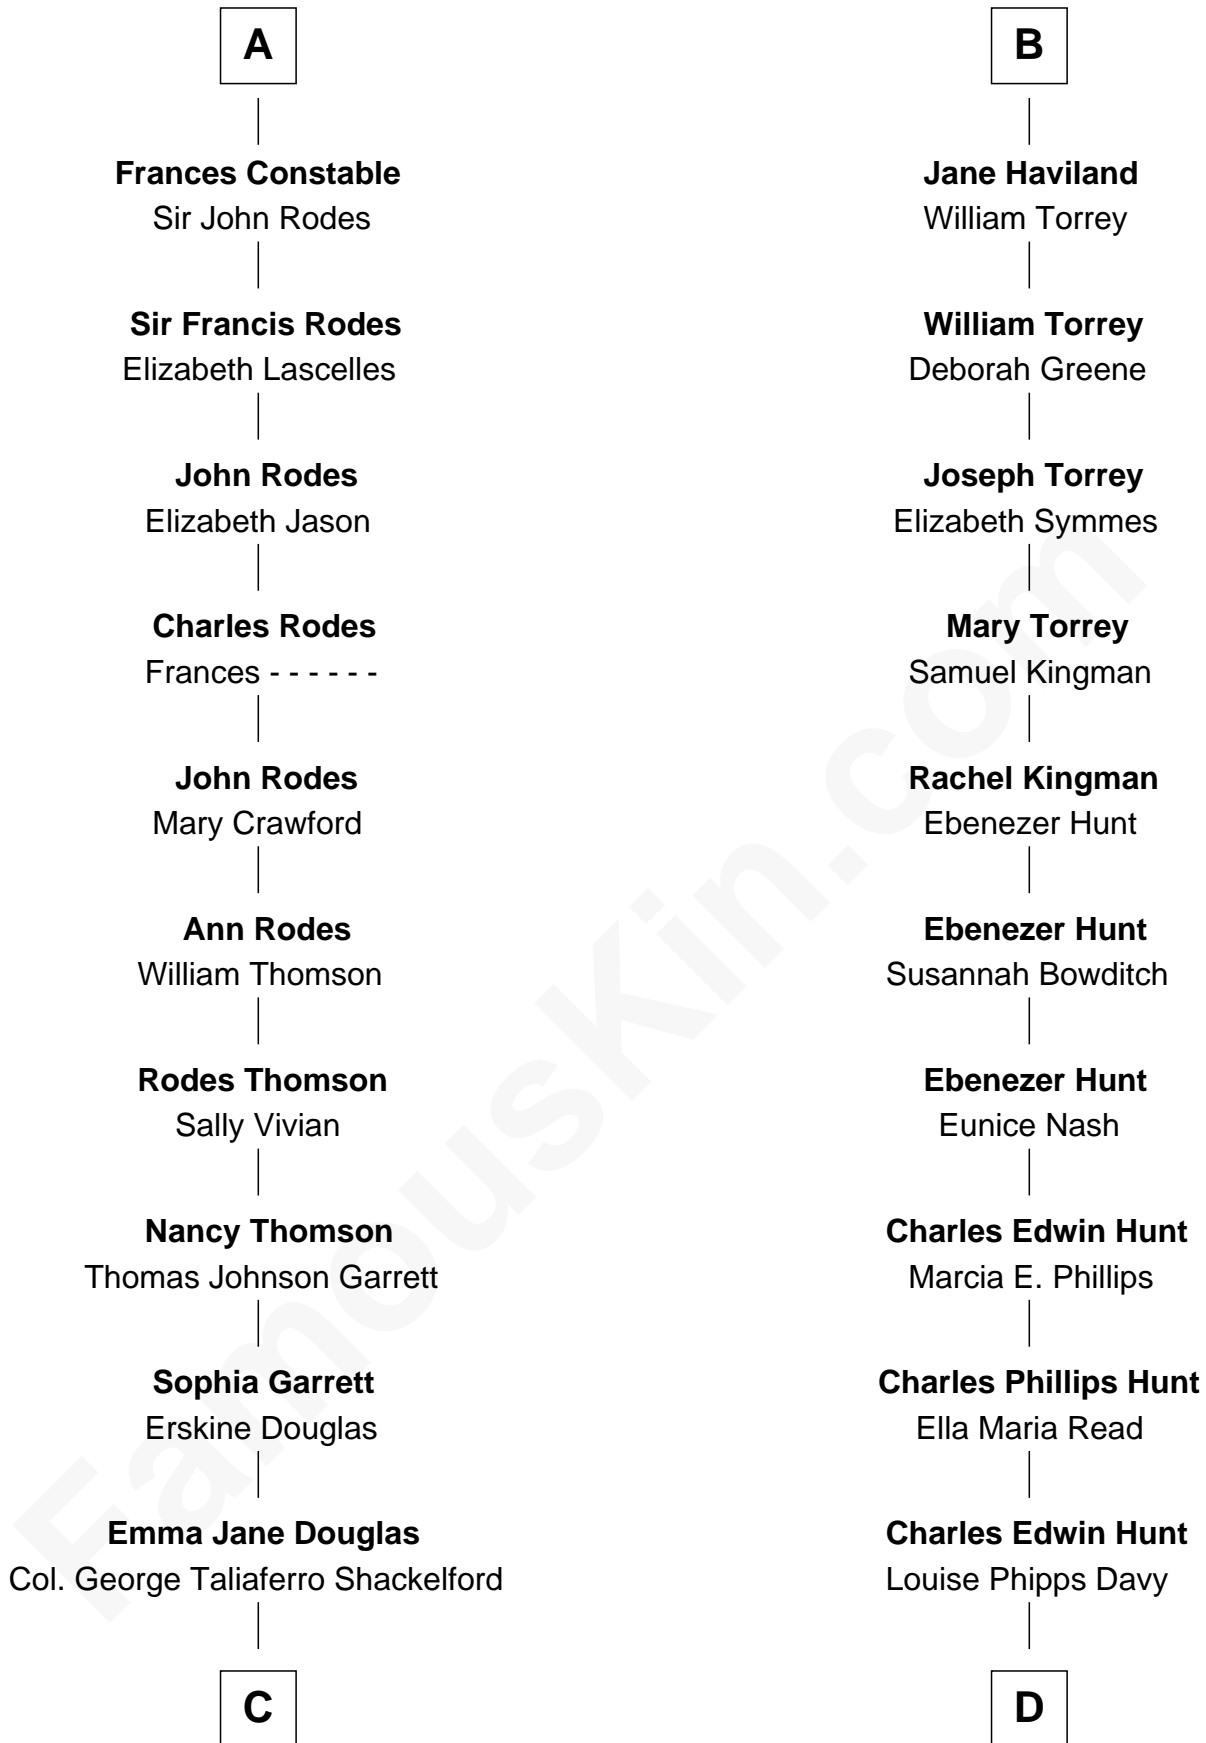 A
Frances Constable
Sir John Rodes
Sir Francis Rodes
Elizabeth Lascelles
John Rodes
Elizabeth Jason
Charles Rodes
Frances - - - - - -
John Rodes
Mary Crawford
Ann Rodes
William Thomson
Rodes Thomson
Sally Vivian
Nancy Thomson
Thomas Johnson Garrett
Sophia Garrett
Erskine Douglas
Emma Jane Douglas
Col. George Taliaferro Shackelford
C
B
Jane Haviland
William Torrey
William Torrey
Deborah Greene
Joseph Torrey
Elizabeth Symmes
Mary Torrey
Samuel Kingman
Rachel Kingman
Ebenezer Hunt
Ebenezer Hunt
Susannah Bowditch
Ebenezer Hunt
Eunice Nash
Charles Edwin Hunt
Marcia E. Phillips
Charles Phillips Hunt
Ella Maria Read
Charles Edwin Hunt
Louise Phipps Davy
D
FamousKin.com